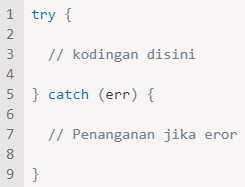 1 try {
2
3 // kodingan disini
4
5 } catch (err) {
6
7 // Penanganan jika eror
8
9 }